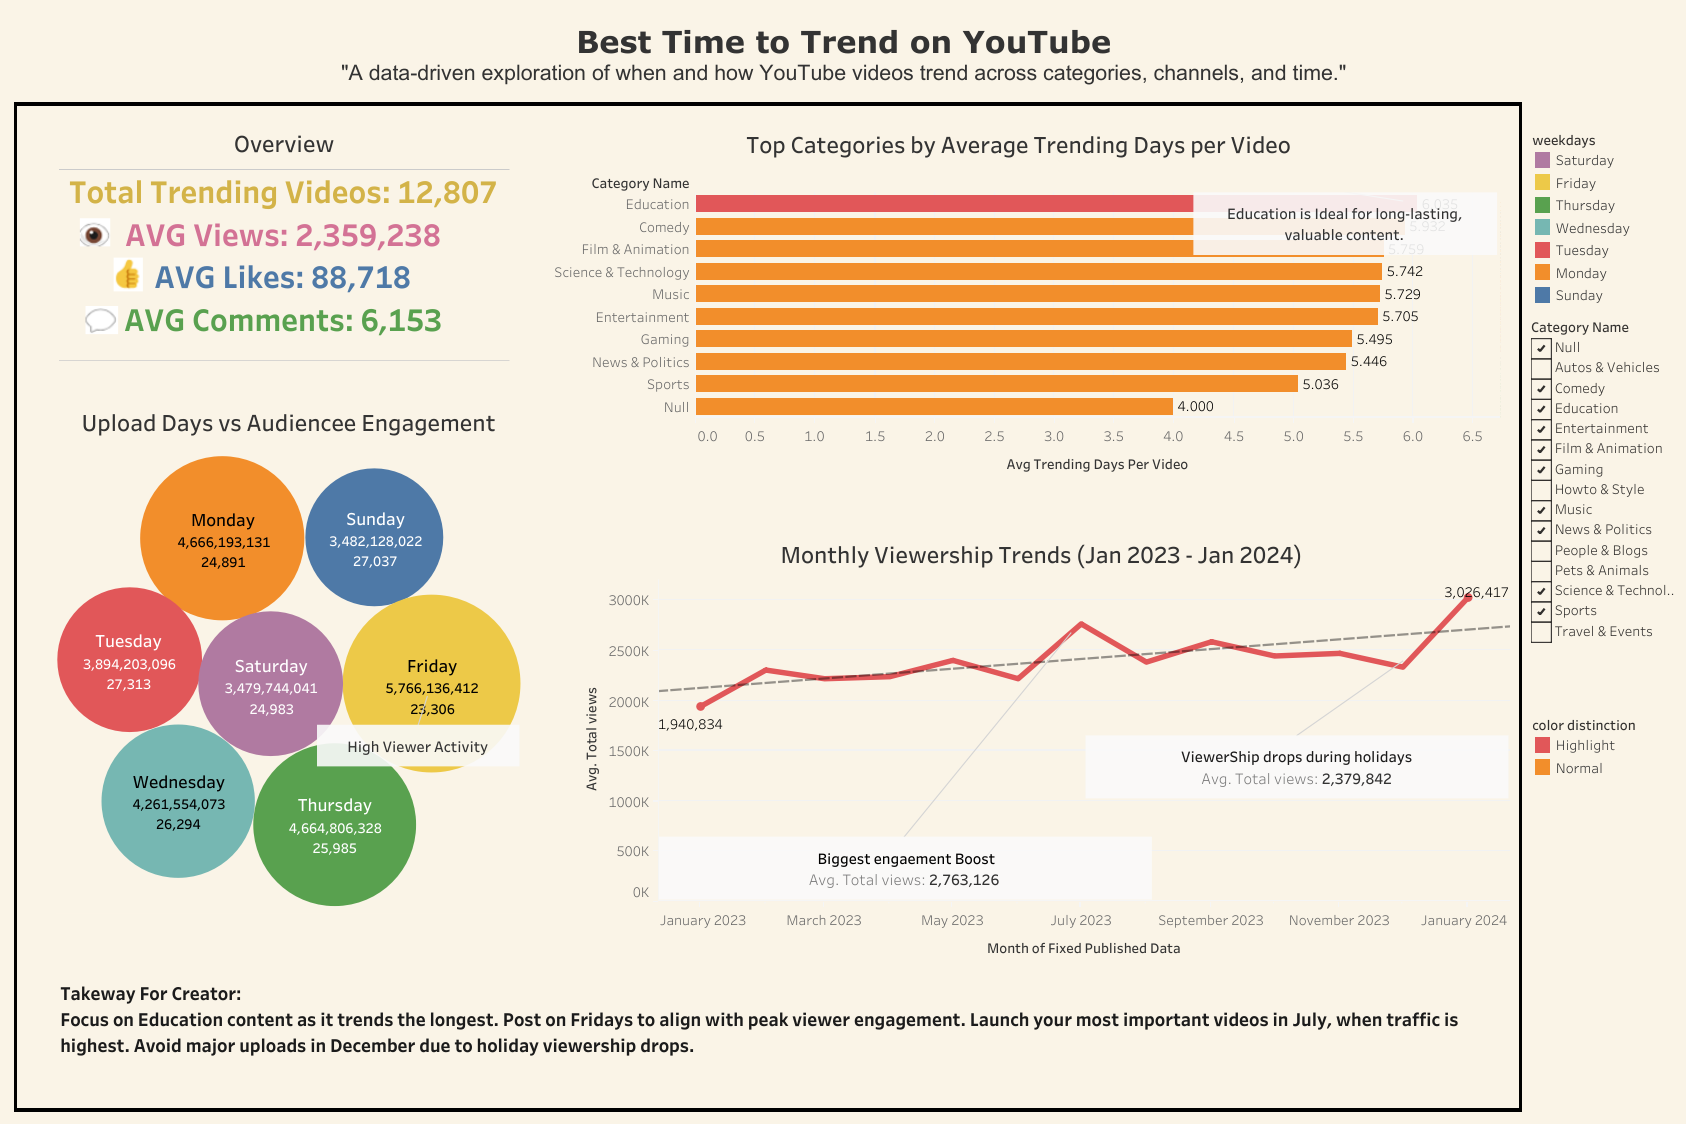 Best Time to Trend on YouTube
"A data-driven exploration of when and how YouTube videos trend across categories, channels, and time."
Overview
Total Trending Videos: 12,807
AVG Views: 2,359,238
AVG Likes: 88,718
AVG Comments: 6,153
Upload Days vs Audiencee Engagement
Monday
4,666,193,131
24,891
Sunday
3,482,128,022
27,037
Tuesday
3,894,203,096
27,313
Saturday
3,479,744,041
24,983
Friday
5,766,136,412
23,306
High Viewer Activity
Wednesday
4,261,554,073
26,294
Thursday
4,664,806,328
25,985
Top Categories by Average Trending Days per Video
Category Name
Education 6.035
Comedy 5.932
Film & Animation 5.759
Science & Technology 5.742
Music 5.729
Entertainment 5.705
Gaming 5.495
News & Politics 5.446
Sports 5.036
Null 4.000
Education is Ideal for long-lasting,
valuable content.
0.0 0.5 1.0 1.5 2.0 2.5 3.0 3.5 4.0 4.5 5.0 5.5 6.0 6.5
Avg Trending Days Per Video
Monthly Viewership Trends (Jan 2023 - Jan 2024)
Avg. Total views
3000K
2500K
2000K
1500K
1000K
500K
0K
1,940,834
3,026,417
ViewerShip drops during holidays
Avg. Total views: 2,379,842
Biggest engaement Boost
Avg. Total views: 2,763,126
January 2023 March 2023 May 2023 July 2023 September 2023 November 2023 January 2024
Month of Fixed Published Data
Takeway For Creator:
Focus on Education content as it trends the longest. Post on Fridays to align with peak viewer engagement. Launch your most important videos in July, when traffic is
highest. Avoid major uploads in December due to holiday viewership drops.
weekdays
Saturday
Friday
Thursday
Wednesday
Tuesday
Monday
Sunday
Category Name
Null
Autos & Vehicles
Comedy
Education
Entertainment
Film & Animation
Gaming
Howto & Style
Music
News & Politics
People & Blogs
Pets & Animals
Science & Technol..
Sports
Travel & Events
color distinction
Highlight
Normal